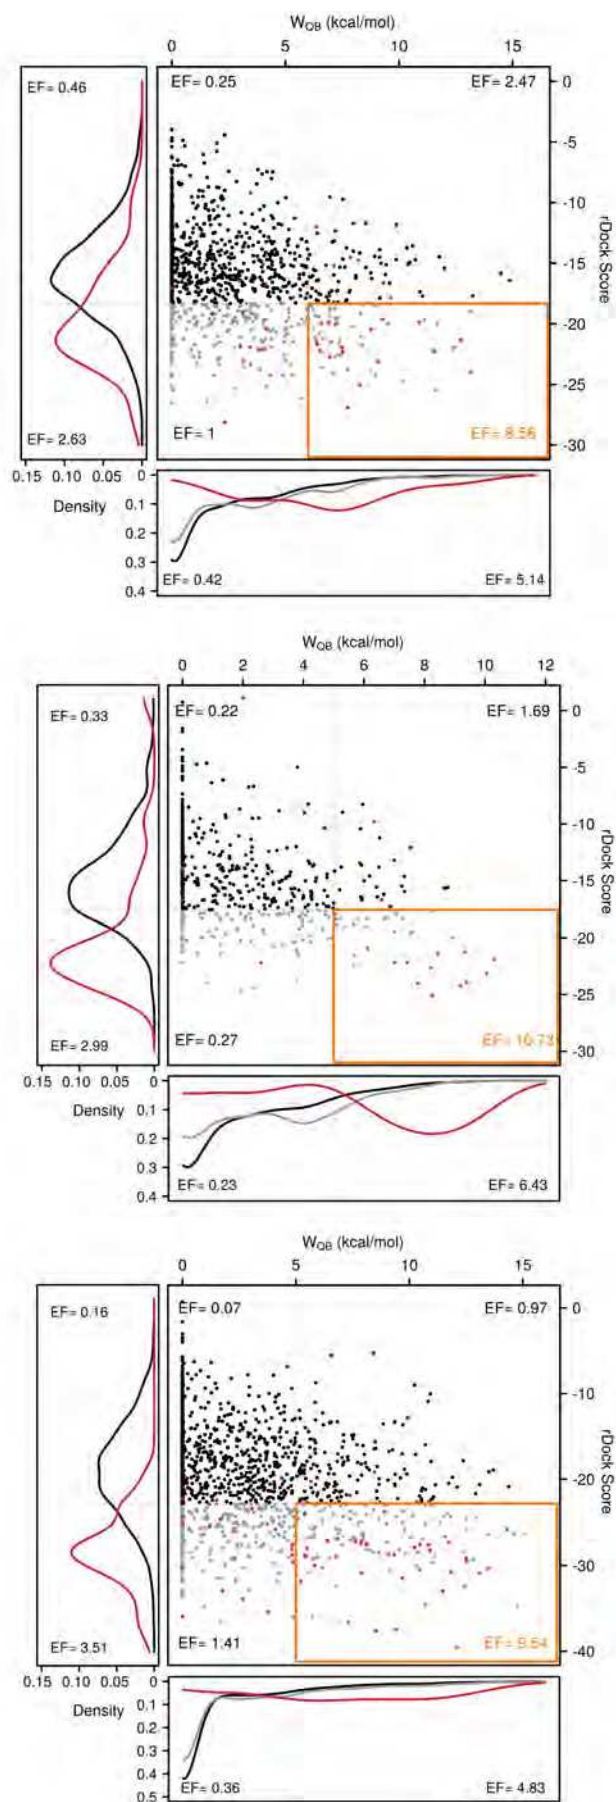 W_QB (kcal/mol)
0 5 10 15
EF= 0.46
EF= 0.25
EF= 2.47
0
-5
-10
-15
-20
-25
-30
rDock Score
EF= 2.63
EF= 1
EF= 8.56
0.15 0.10 0.05 0
Density
0
0.1
0.2
0.3
0.4
EF= 0.42
EF= 5.14
W_QB (kcal/mol)
0 2 4 6 8 10 12
EF= 0.33
EF= 0.22
EF= 1.69
0
-5
-10
-15
-20
-25
-30
rDock Score
EF= 2.99
EF= 0.27
EF= 10.73
0.15 0.10 0.05 0
Density
0
0.1
0.2
0.3
0.4
EF= 0.23
EF= 6.43
W_QB (kcal/mol)
0 5 10 15
EF= 0.16
EF= 0.07
EF= 0.97
0
-10
-20
-30
-40
rDock Score
EF= 3.51
EF= 1.41
EF= 9.54
0.15 0.10 0.05 0
Density
0
0.1
0.2
0.3
0.4
0.5
EF= 0.36
EF= 4.83